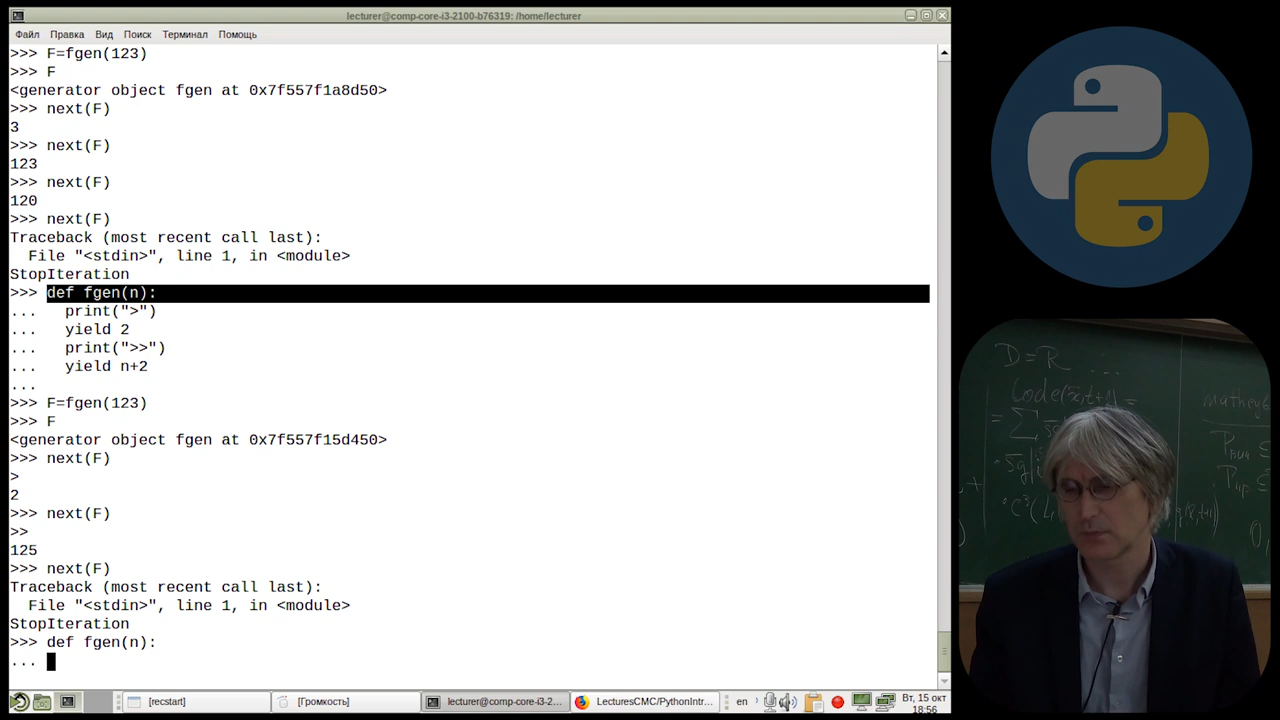 lecturer@comp-core-i3-2100-b76319: /home/lecturer
Файл Правка Вид Поиск Терминал Помощь
>>> F=fgen(123)
>>> F
<generator object fgen at 0x7f557f1a8d50>
>>> next(F)
3
>>> next(F)
123
>>> next(F)
120
>>> next(F)
Traceback (most recent call last):
  File "<stdin>", line 1, in <module>
StopIteration
>>> def fgen(n):
...   print(">")
...   yield 2
...   print(">>")
...   yield n+2
...
>>> F=fgen(123)
>>> F
<generator object fgen at 0x7f557f15d450>
>>> next(F)
>
2
>>> next(F)
>>
125
>>> next(F)
Traceback (most recent call last):
  File "<stdin>", line 1, in <module>
StopIteration
>>> def fgen(n):
...
D=R ...
[recstart] [Громкость] lecturer@comp-core-i3-2... LecturesCMC/PythonIntr... en Вт, 15 окт
18:56